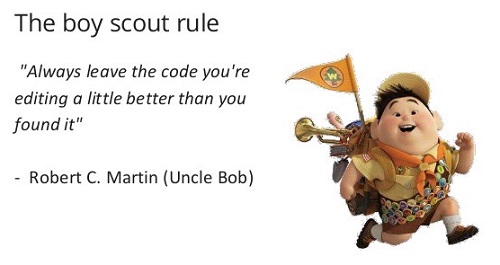 The boy scout rule
"Always leave the code you're
editing a little better than you
found it"
- Robert C. Martin (Uncle Bob)
W